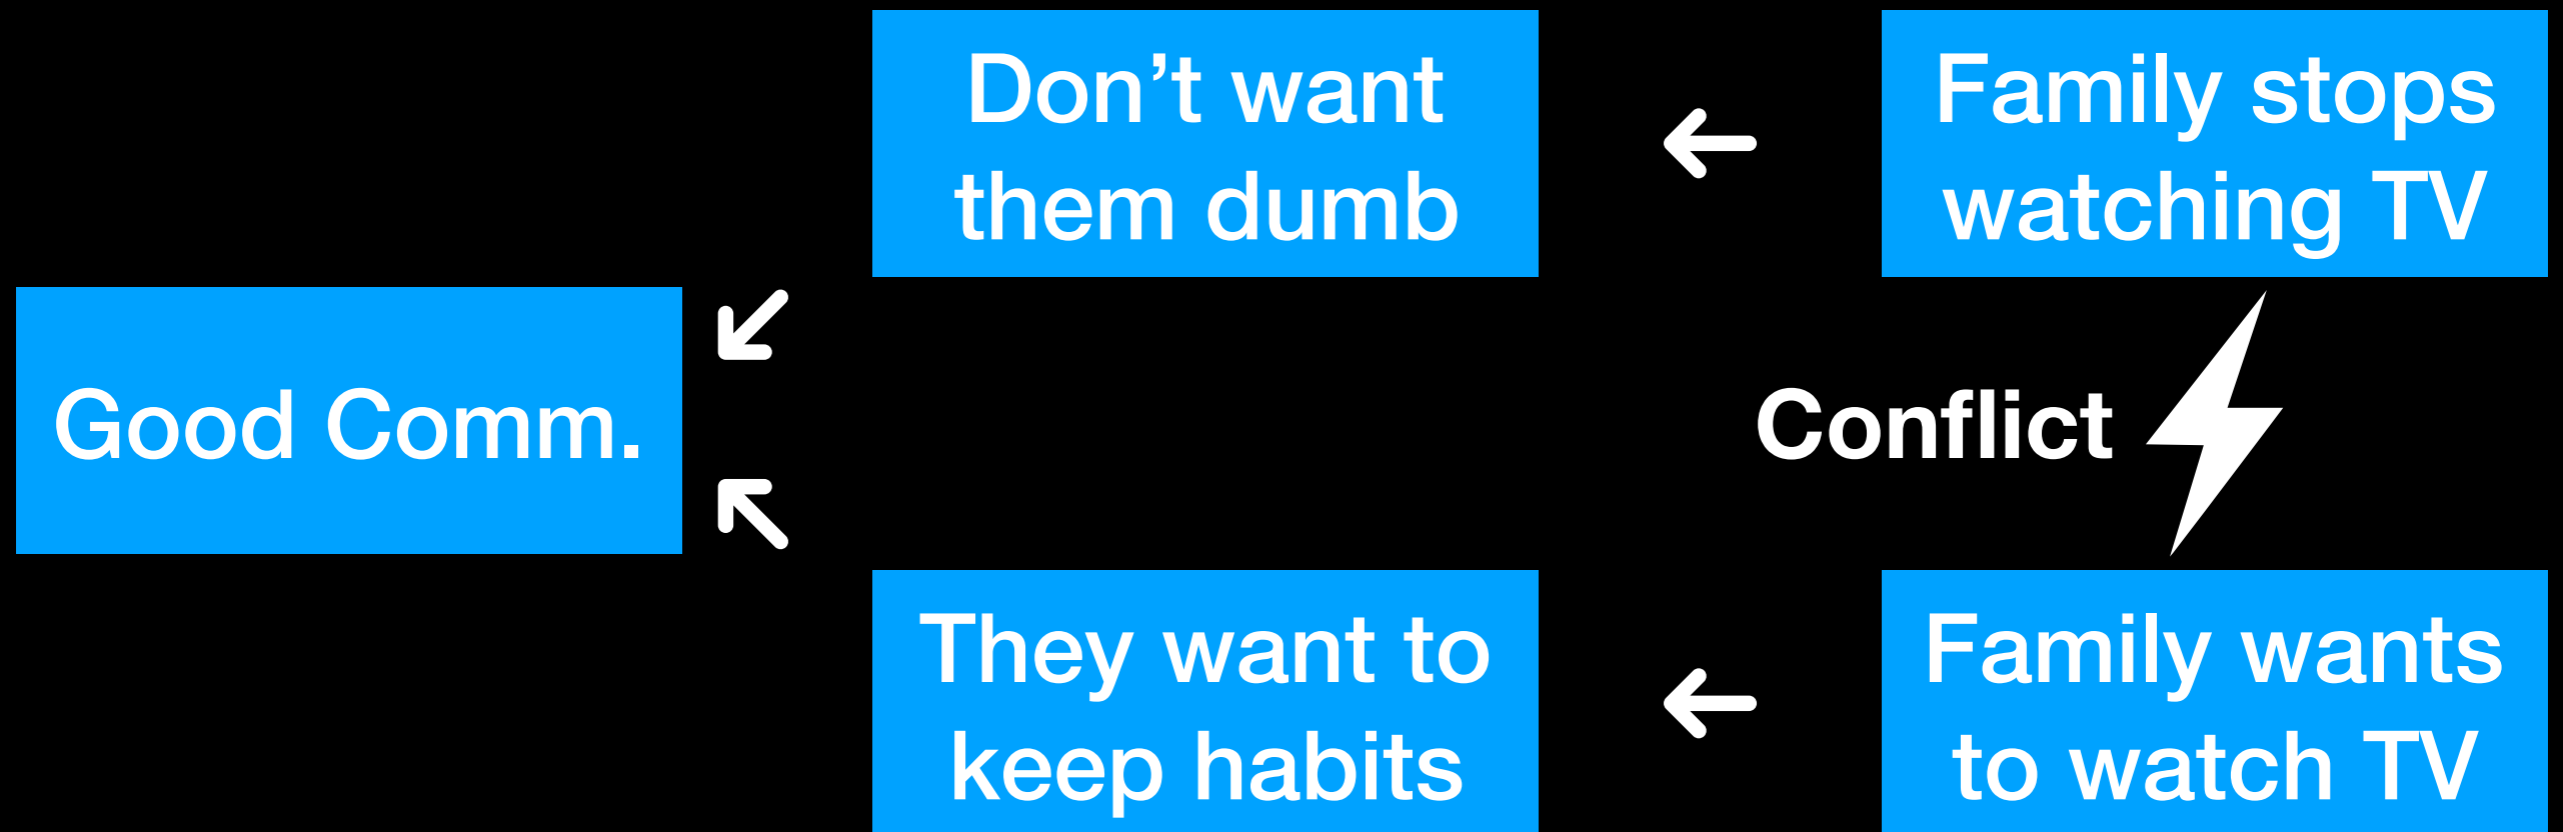 Don’t want
them dumb
Family stops
watching TV
Good Comm.
Conflict
They want to
keep habits
Family wants
to watch TV